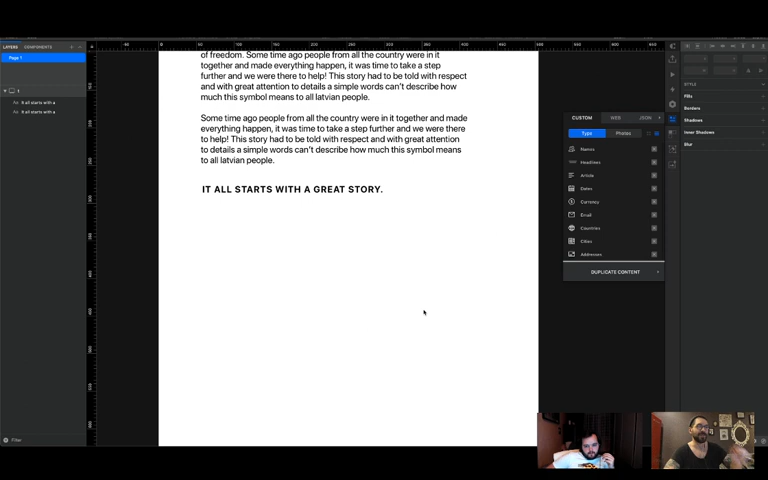 LAYERS COMPONENTS
Page 1
1
It all starts with a
It all starts with a
Filter
of freedom. Some time ago people from all the country were in it
together and made everything happen, it was time to take a step
further and we were there to help! This story had to be told with respect
and with great attention to details a simple words can't describe how
much this symbol means to all latvian people.
Some time ago people from all the country were in it together and made
everything happen, it was time to take a step further and we were there
to help! This story had to be told with respect and with great attention
to details a simple words can't describe how much this symbol means
to all latvian people.
IT ALL STARTS WITH A GREAT STORY.
CUSTOM WEB JSON
Type Photos
Names
Headlines
Article
Dates
Currency
Email
Countries
Cities
Addresses
DUPLICATE CONTENT
STYLE
Fills
Borders
Shadows
Inner Shadows
Blur